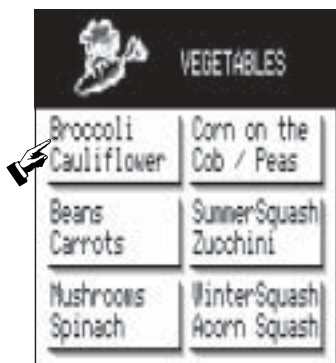 VEGETABLES
Broccoli
Cauliflower
Corn on the
Cob / Peas
Beans
Carrots
SummerSquash
Zucchini
Mushrooms
Spinach
WinterSquash
Acorn Squash